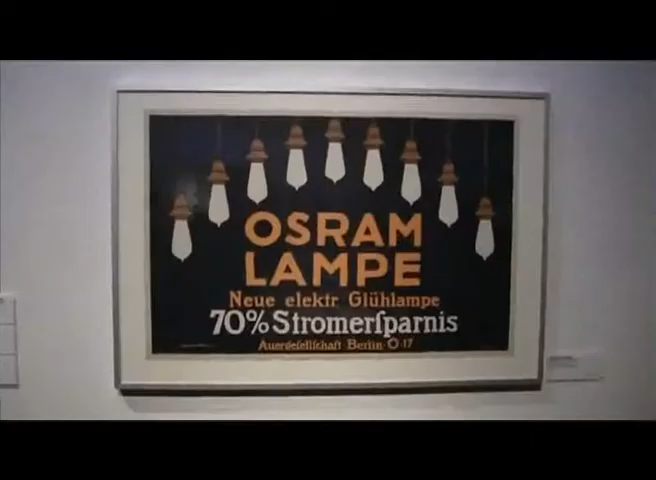 OSRAM
LAMPE
Neue elektr. Glühlampe
70% Stromerſparnis
Auergeſellſchaft Berlin O·17